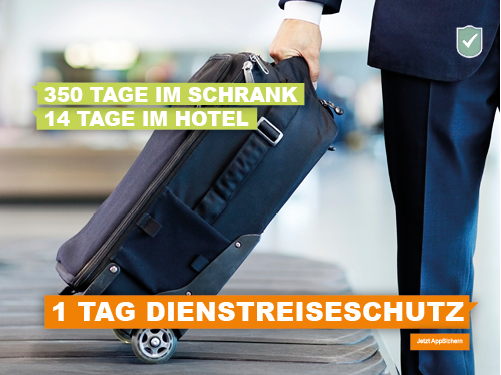 350 TAGE IM SCHRANK
14 TAGE IM HOTEL
1 TAG DIENSTREISESCHUTZ
Jetzt AppSichern